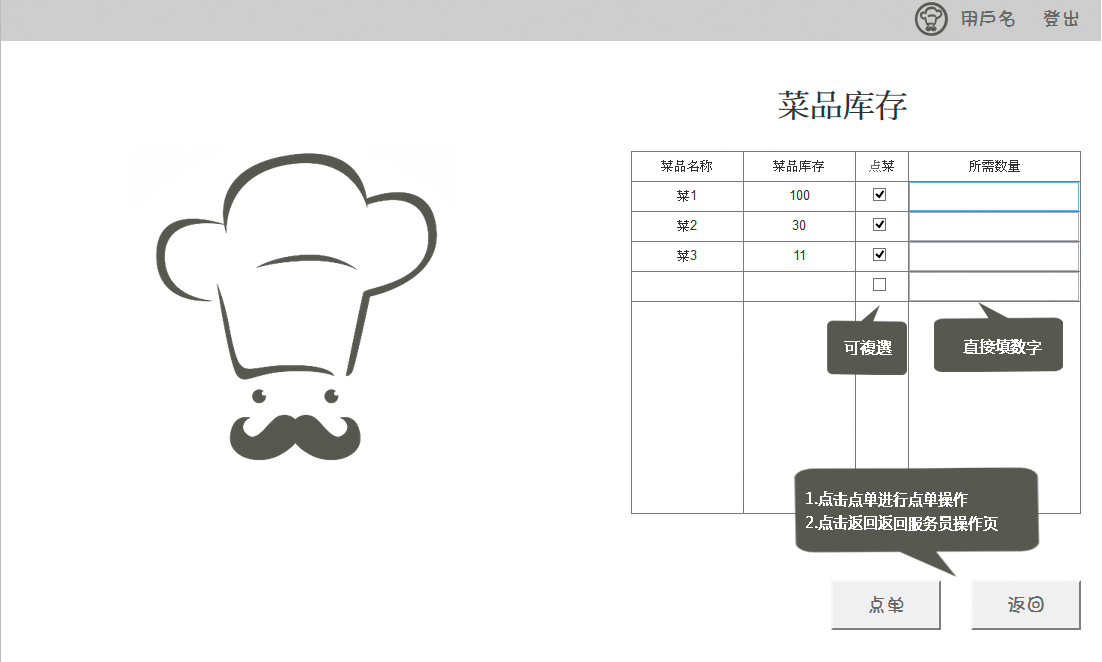 用戶名 登出
菜品库存
菜品名称 菜品库存 点菜 所需数量
菜1 100
菜2 30
菜3 11
可複選 直接填数字
1.点击点单进行点单操作
2.点击返回返回服务员操作页
点单 返回